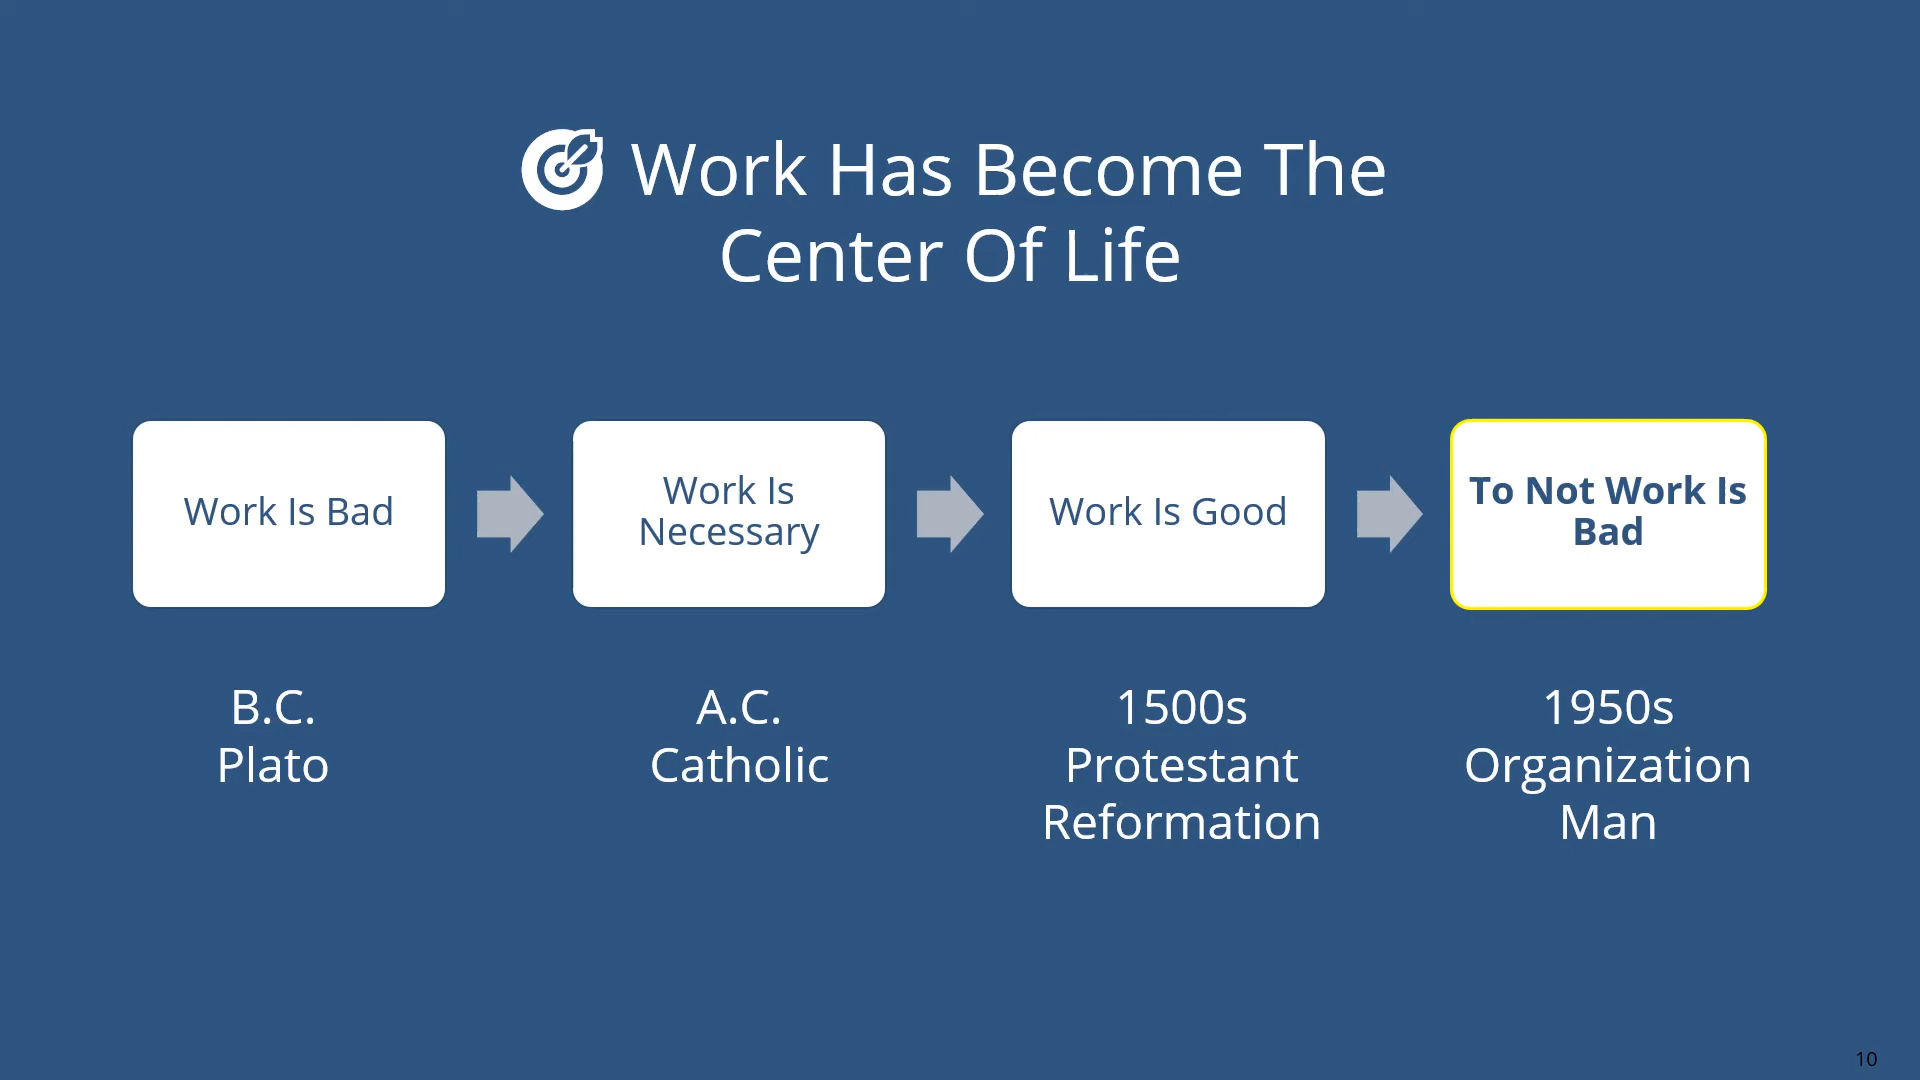 Work Has Become The
Center Of Life
Work Is Bad
Work Is
Necessary
Work Is Good
To Not Work Is
Bad
B.C.
Plato
A.C.
Catholic
1500s
Protestant
Reformation
1950s
Organization
Man
10